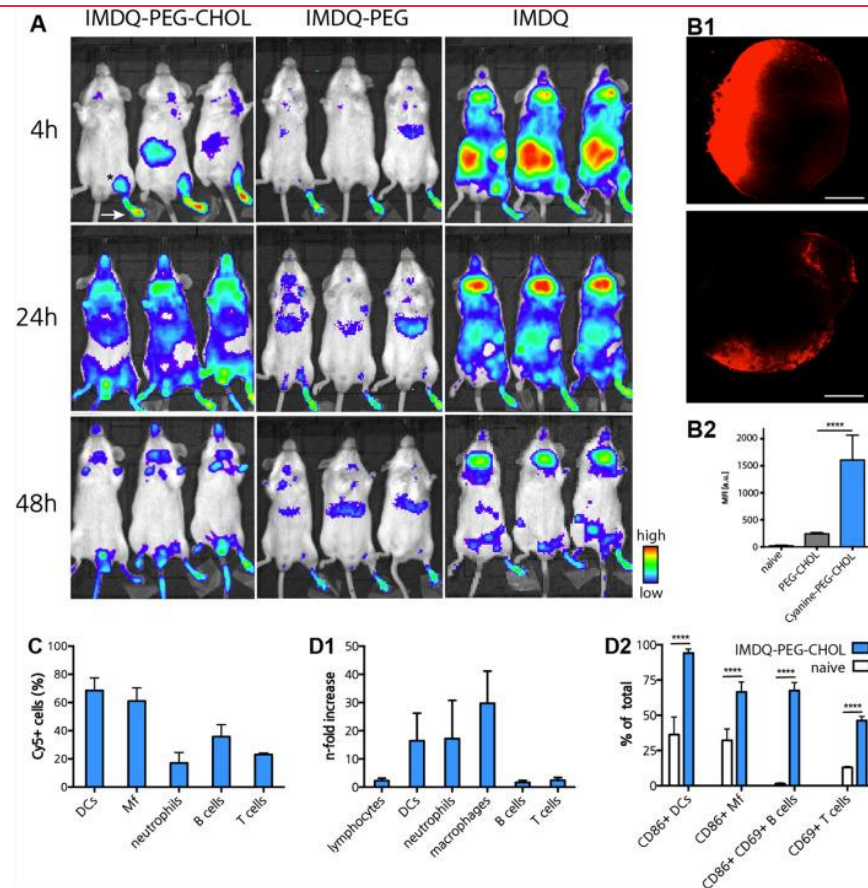 A
IMDQ-PEG-CHOL
IMDQ-PEG
IMDQ
4h
*
24h
48h
high
low
B1
B2
MFI [a.u.]
2000
1500
1000
500
0
****
naive
PEG-CHOL
Cyanine-PEG-CHOL
C
Cy5+ cells (%)
100
80
60
40
20
0
DCs
Mf
neutrophils
B cells
T cells
D1
n-fold increase
50
40
30
20
10
0
lymphocytes
DCs
neutrophils
macrophages
B cells
T cells
D2
IMDQ-PEG-CHOL
naive
% of total
100
75
50
25
0
****
****
****
****
CD86+ DCs
CD86+ Mf
CD86+ CD69+ B cells
CD69+ T cells